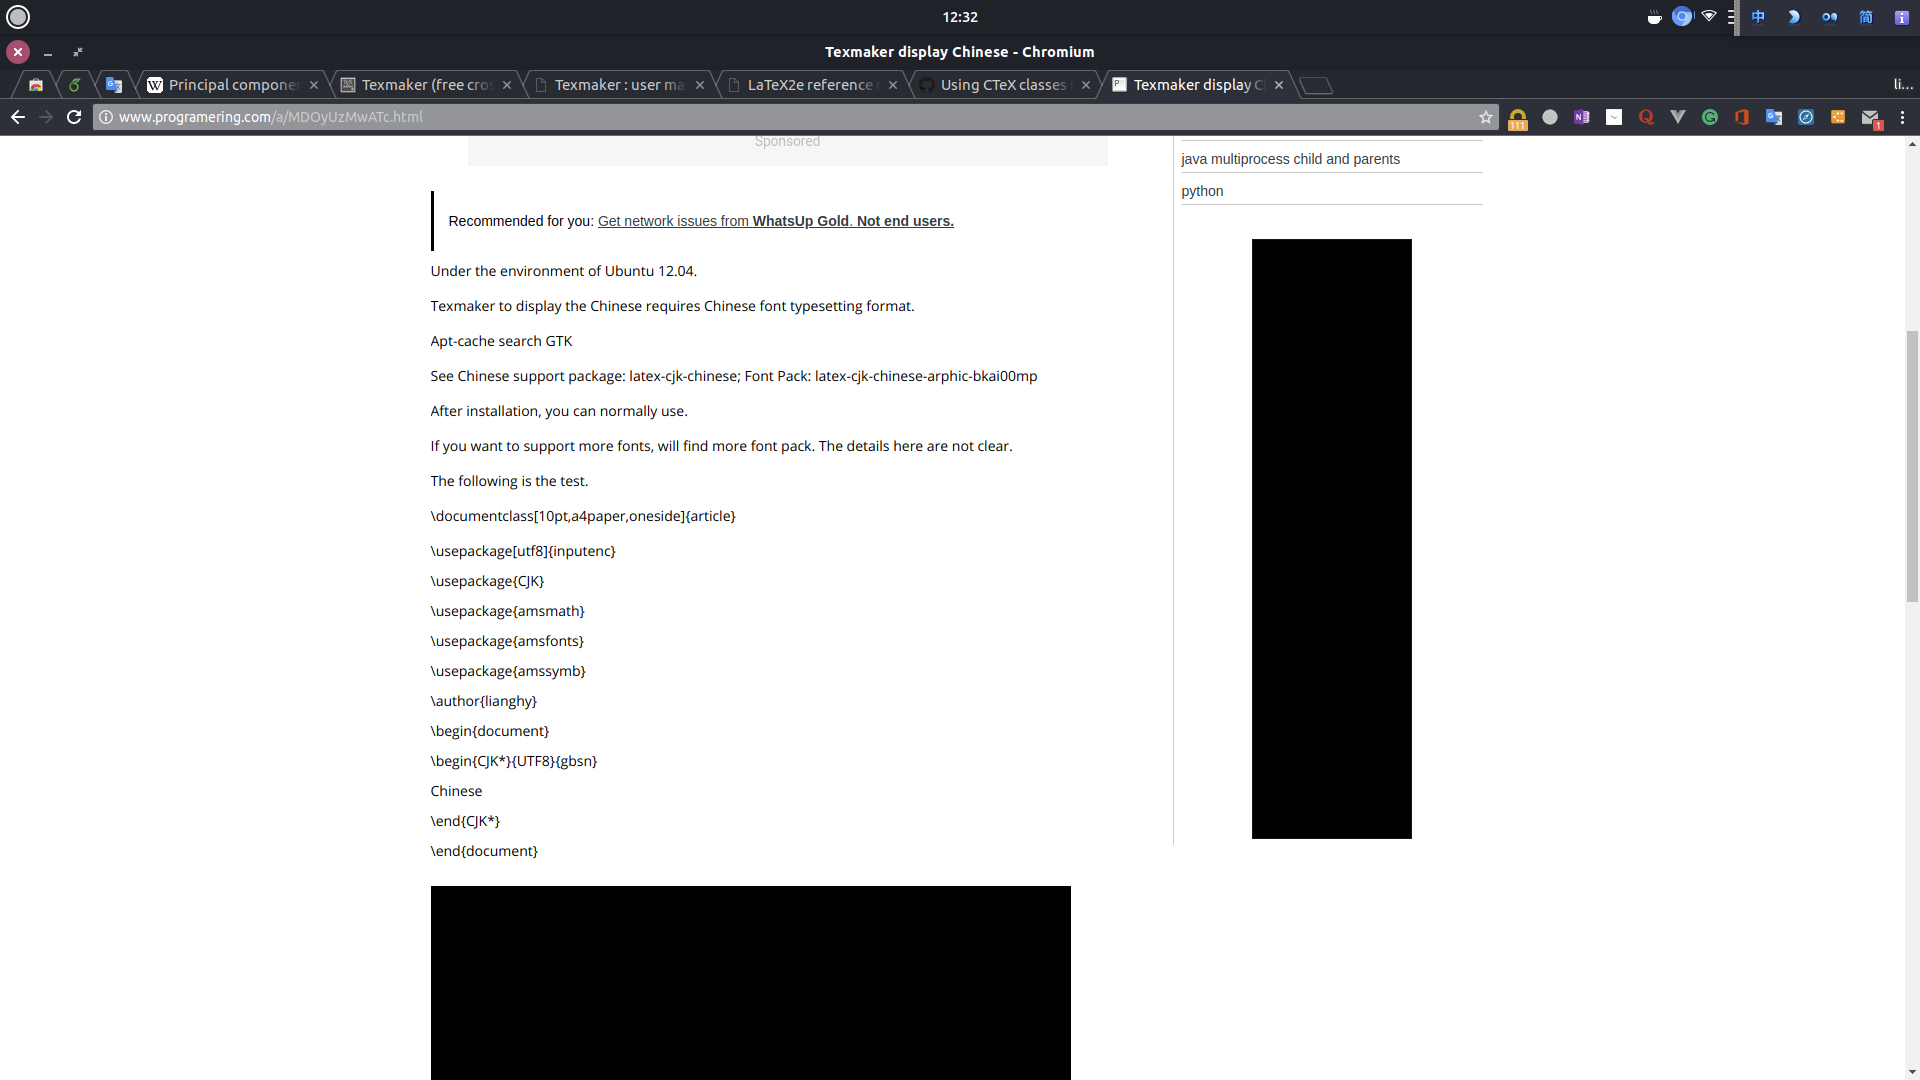 12:32
中
简
Texmaker display Chinese - Chromium
Principal componen
Texmaker (free cros
Texmaker : user ma
LaTeX2e reference
Using CTeX classes
Texmaker display C
li...
www.programering.com/a/MDOyUzMwATc.html
111
1
Sponsored
java multiprocess child and parents
python
Recommended for you: Get network issues from WhatsUp Gold. Not end users.
Under the environment of Ubuntu 12.04.
Texmaker to display the Chinese requires Chinese font typesetting format.
Apt-cache search GTK
See Chinese support package: latex-cjk-chinese; Font Pack: latex-cjk-chinese-arphic-bkai00mp
After installation, you can normally use.
If you want to support more fonts, will find more font pack. The details here are not clear.
The following is the test.
\documentclass[10pt,a4paper,oneside]{article}
\usepackage[utf8]{inputenc}
\usepackage{CJK}
\usepackage{amsmath}
\usepackage{amsfonts}
\usepackage{amssymb}
\author{lianghy}
\begin{document}
\begin{CJK*}{UTF8}{gbsn}
Chinese
\end{CJK*}
\end{document}